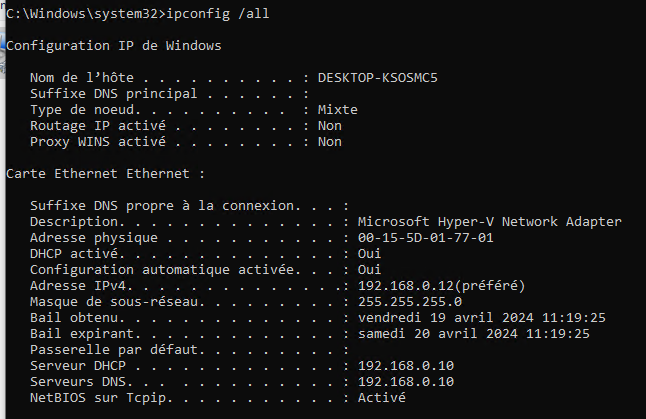 C:\Windows\system32>ipconfig /all
Configuration IP de Windows
Nom de l’hôte . . . . . . . . . . : DESKTOP-KSOSMC5
Suffixe DNS principal . . . . . . :
Type de noeud. . . . . . . . . .  : Mixte
Routage IP activé . . . . . . . . : Non
Proxy WINS activé . . . . . . . . : Non
Carte Ethernet Ethernet :
Suffixe DNS propre à la connexion. . . :
Description. . . . . . . . . . . . . . : Microsoft Hyper-V Network Adapter
Adresse physique . . . . . . . . . . . : 00-15-5D-01-77-01
DHCP activé. . . . . . . . . . . . . . : Oui
Configuration automatique activée. . . : Oui
Adresse IPv4. . . . . . . . . . . . . .: 192.168.0.12(préféré)
Masque de sous-réseau. . . . . . . . . : 255.255.255.0
Bail obtenu. . . . . . . . . . . . . . : vendredi 19 avril 2024 11:19:25
Bail expirant. . . . . . . . . . . . . : samedi 20 avril 2024 11:19:25
Passerelle par défaut. . . . . . . . . :
Serveur DHCP . . . . . . . . . . . . . : 192.168.0.10
Serveurs DNS. . .  . . . . . . . . . . : 192.168.0.10
NetBIOS sur Tcpip. . . . . . . . . . . : Activé